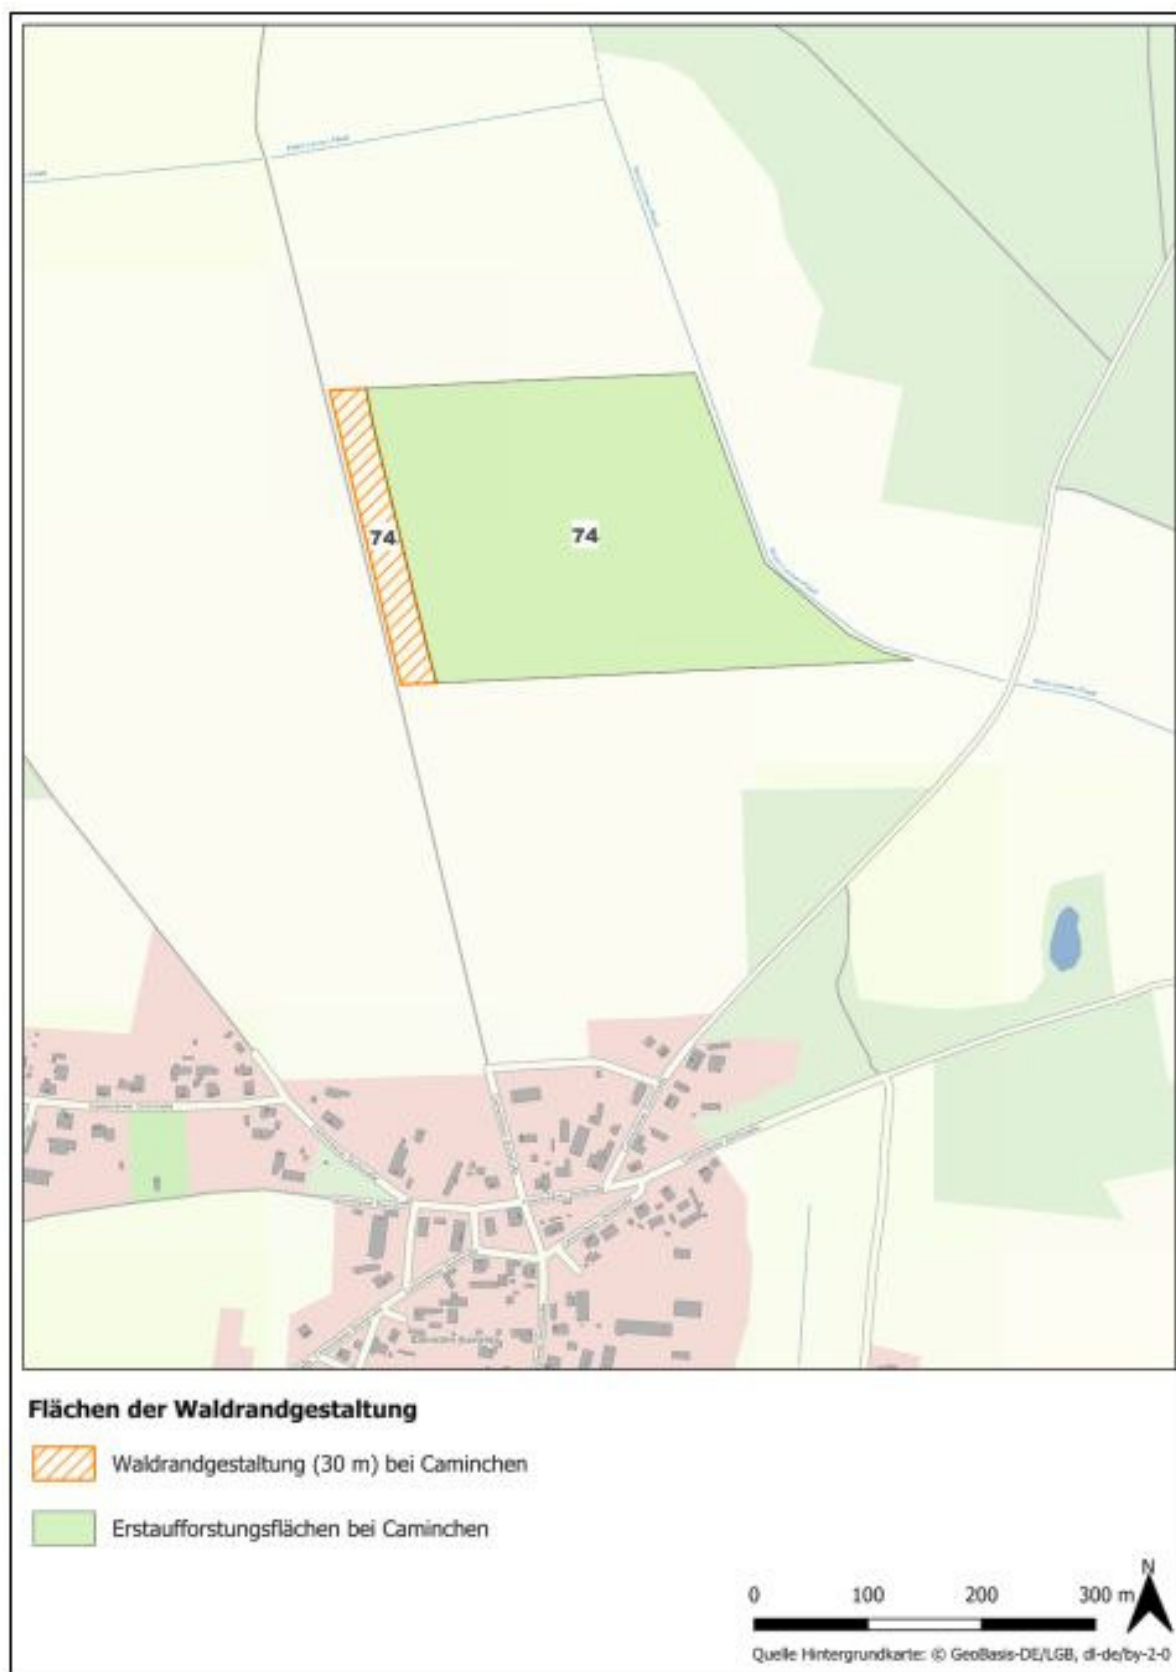 74
74
Flächen der Waldrandgestaltung
Waldrandgestaltung (30 m) bei Caminchen
Erstaufforstungsflächen bei Caminchen
N
0 100 200 300 m
Quelle Hintergrundkarte: © GeoBasis-DE/LGB, dl-de/by-2-0